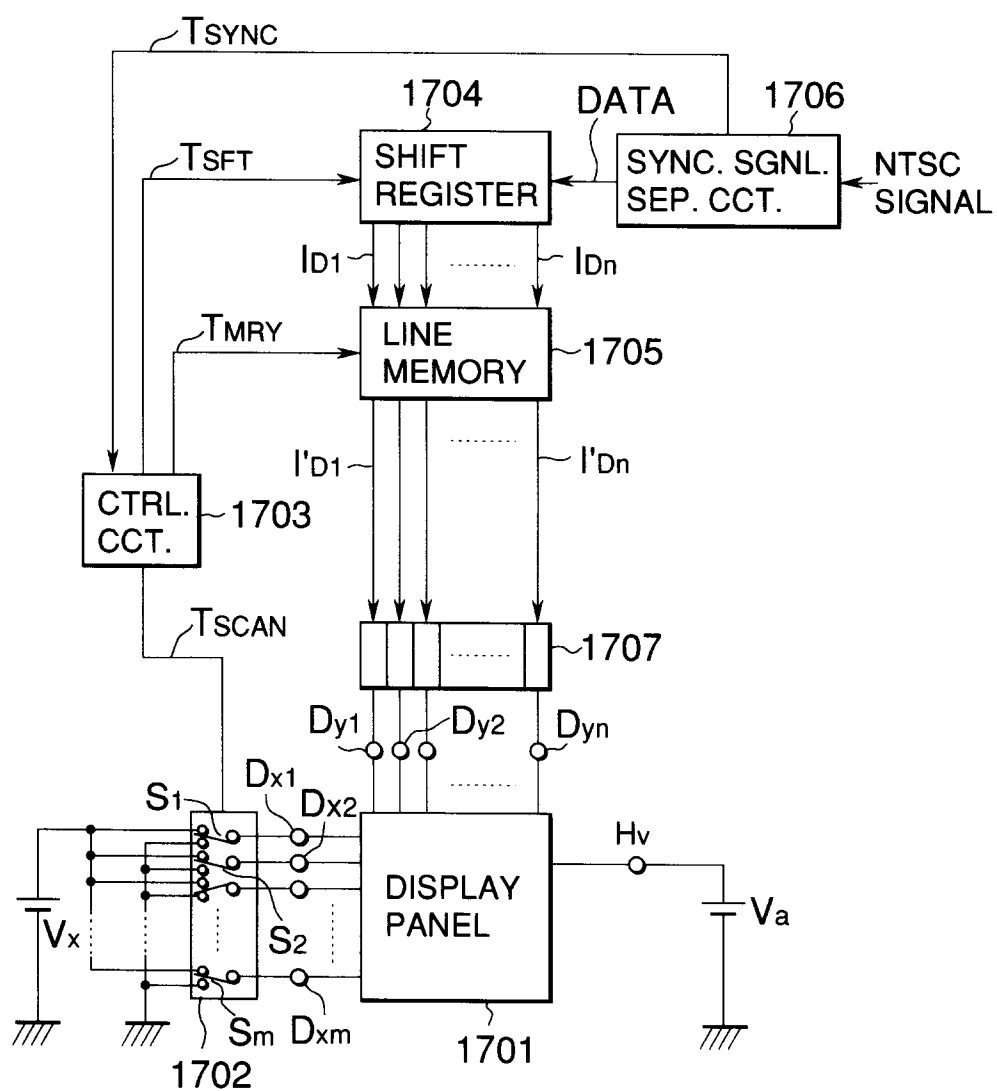 TSYNC
1704
DATA
1706
TSFT
SHIFT
REGISTER
SYNC. SGNL.
SEP. CCT.
NTSC
SIGNAL
ID1
IDn
TMRY
LINE
MEMORY
1705
I'D1
I'Dn
CTRL.
CCT.
1703
TSCAN
1707
Dy1
Dy2
Dyn
Dx1
Dx2
S1
Hv
DISPLAY
PANEL
Vx
S2
Va
Sm
Dxm
1702
1701